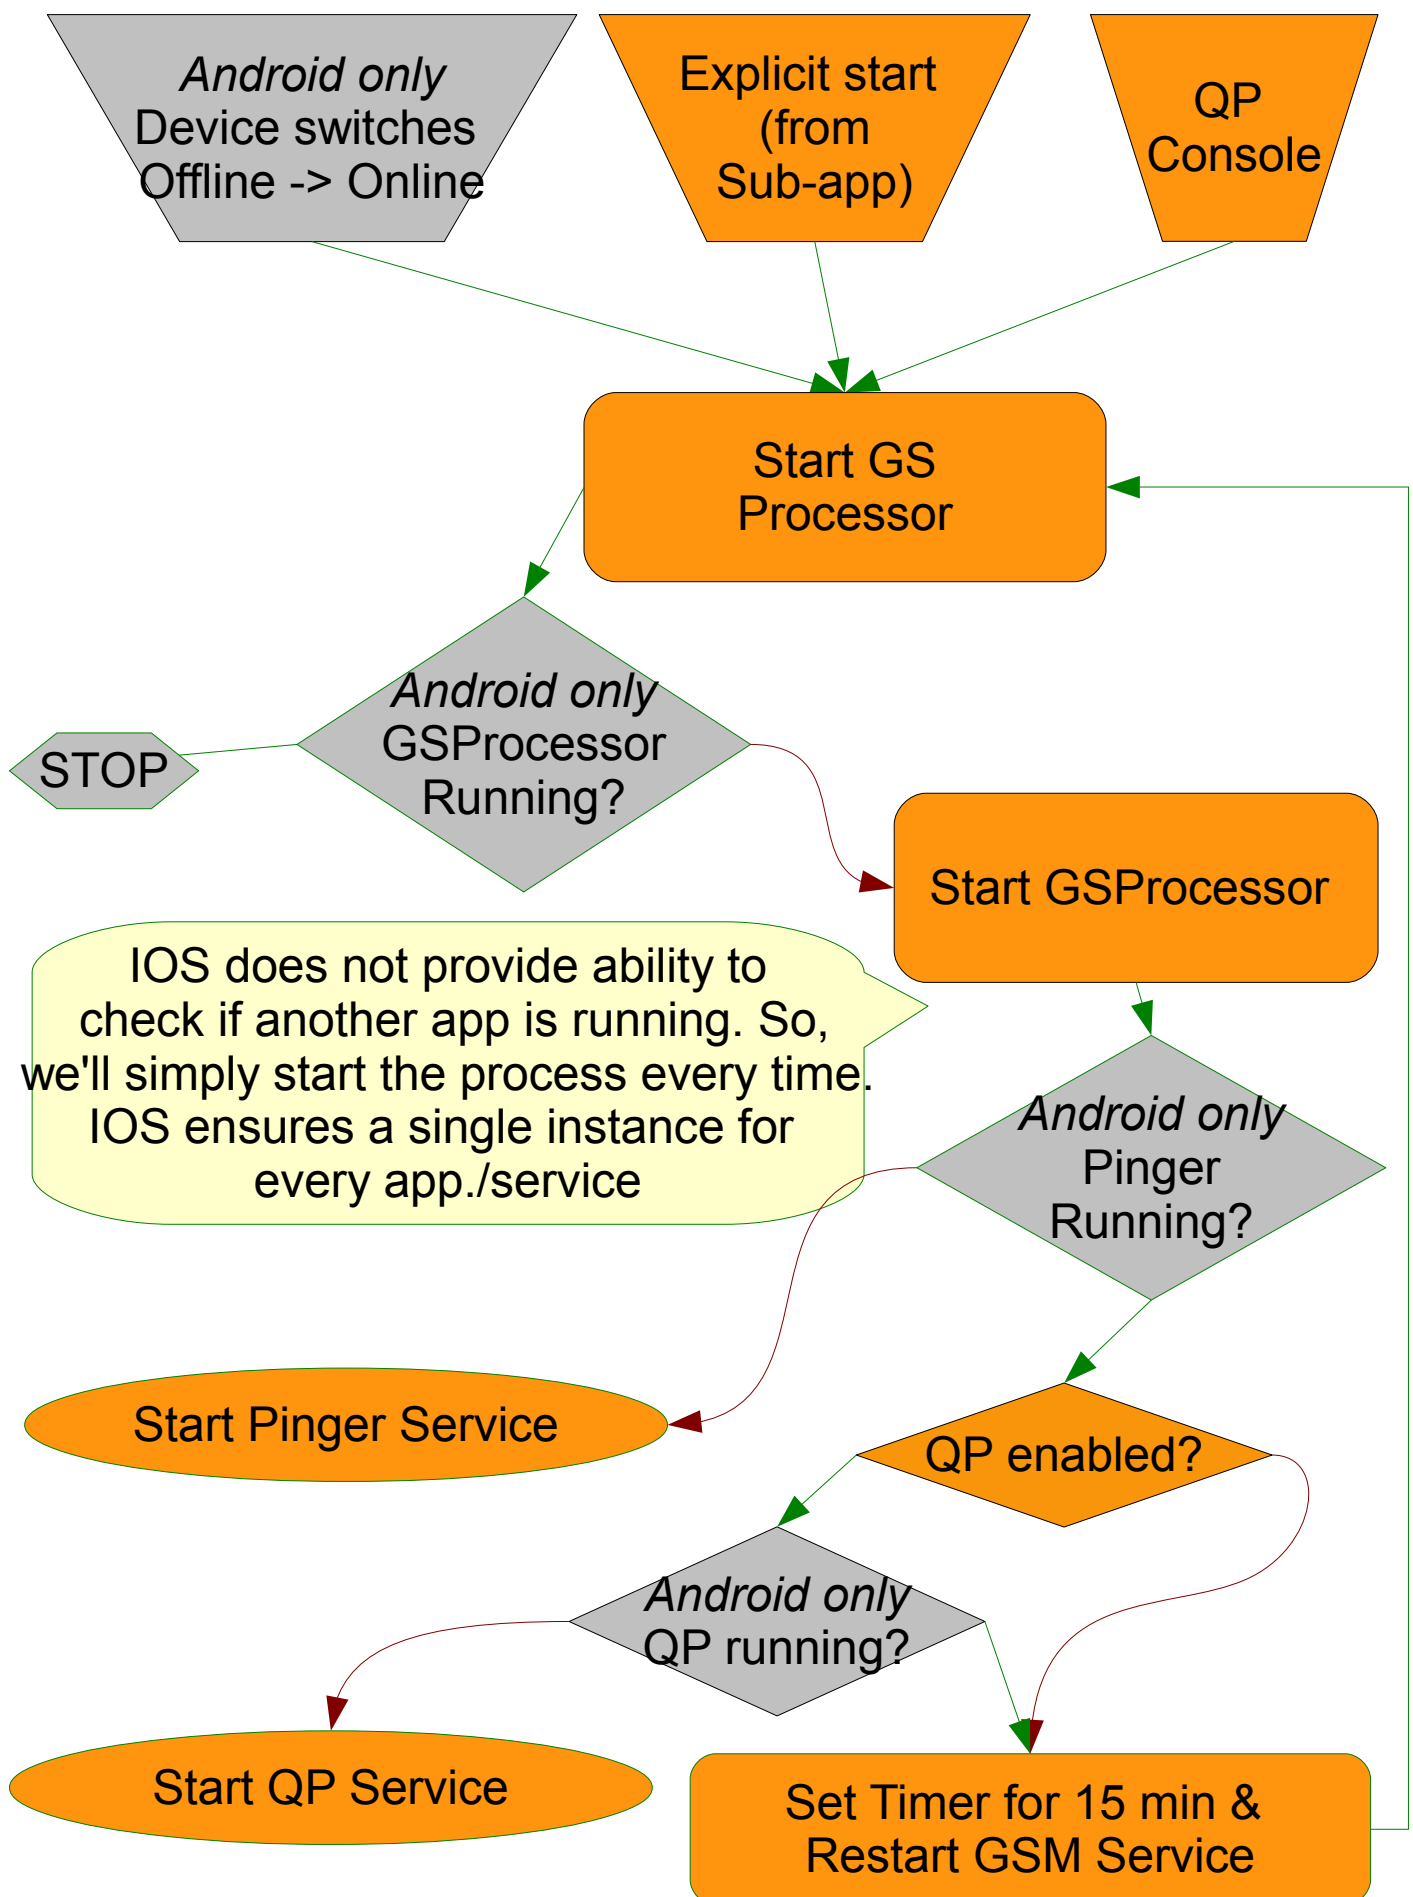 Android only
Device switches
Offline -> Online
Explicit start
(from
Sub-app)
QP
Console
Start GS
Processor
Android only
GSProcessor
Running?
STOP
Start GSProcessor
IOS does not provide ability to
check if another app is running. So,
we'll simply start the process every time.
IOS ensures a single instance for
every app./service
Android only
Pinger
Running?
Start Pinger Service
QP enabled?
Android only
QP running?
Start QP Service
Set Timer for 15 min &
Restart GSM Service